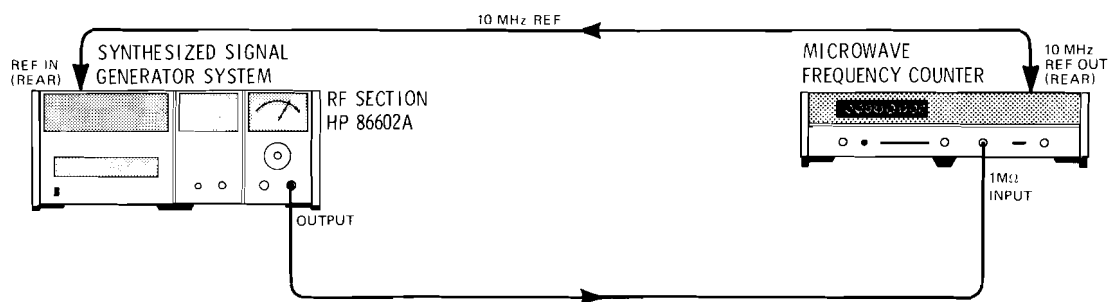 10 MHz REF
REF IN
(REAR)
SYNTHESIZED SIGNAL
GENERATOR SYSTEM
RF SECTION
HP 86602A
OUTPUT
MICROWAVE
FREQUENCY COUNTER
10 MHz
REF OUT
(REAR)
1MΩ
INPUT